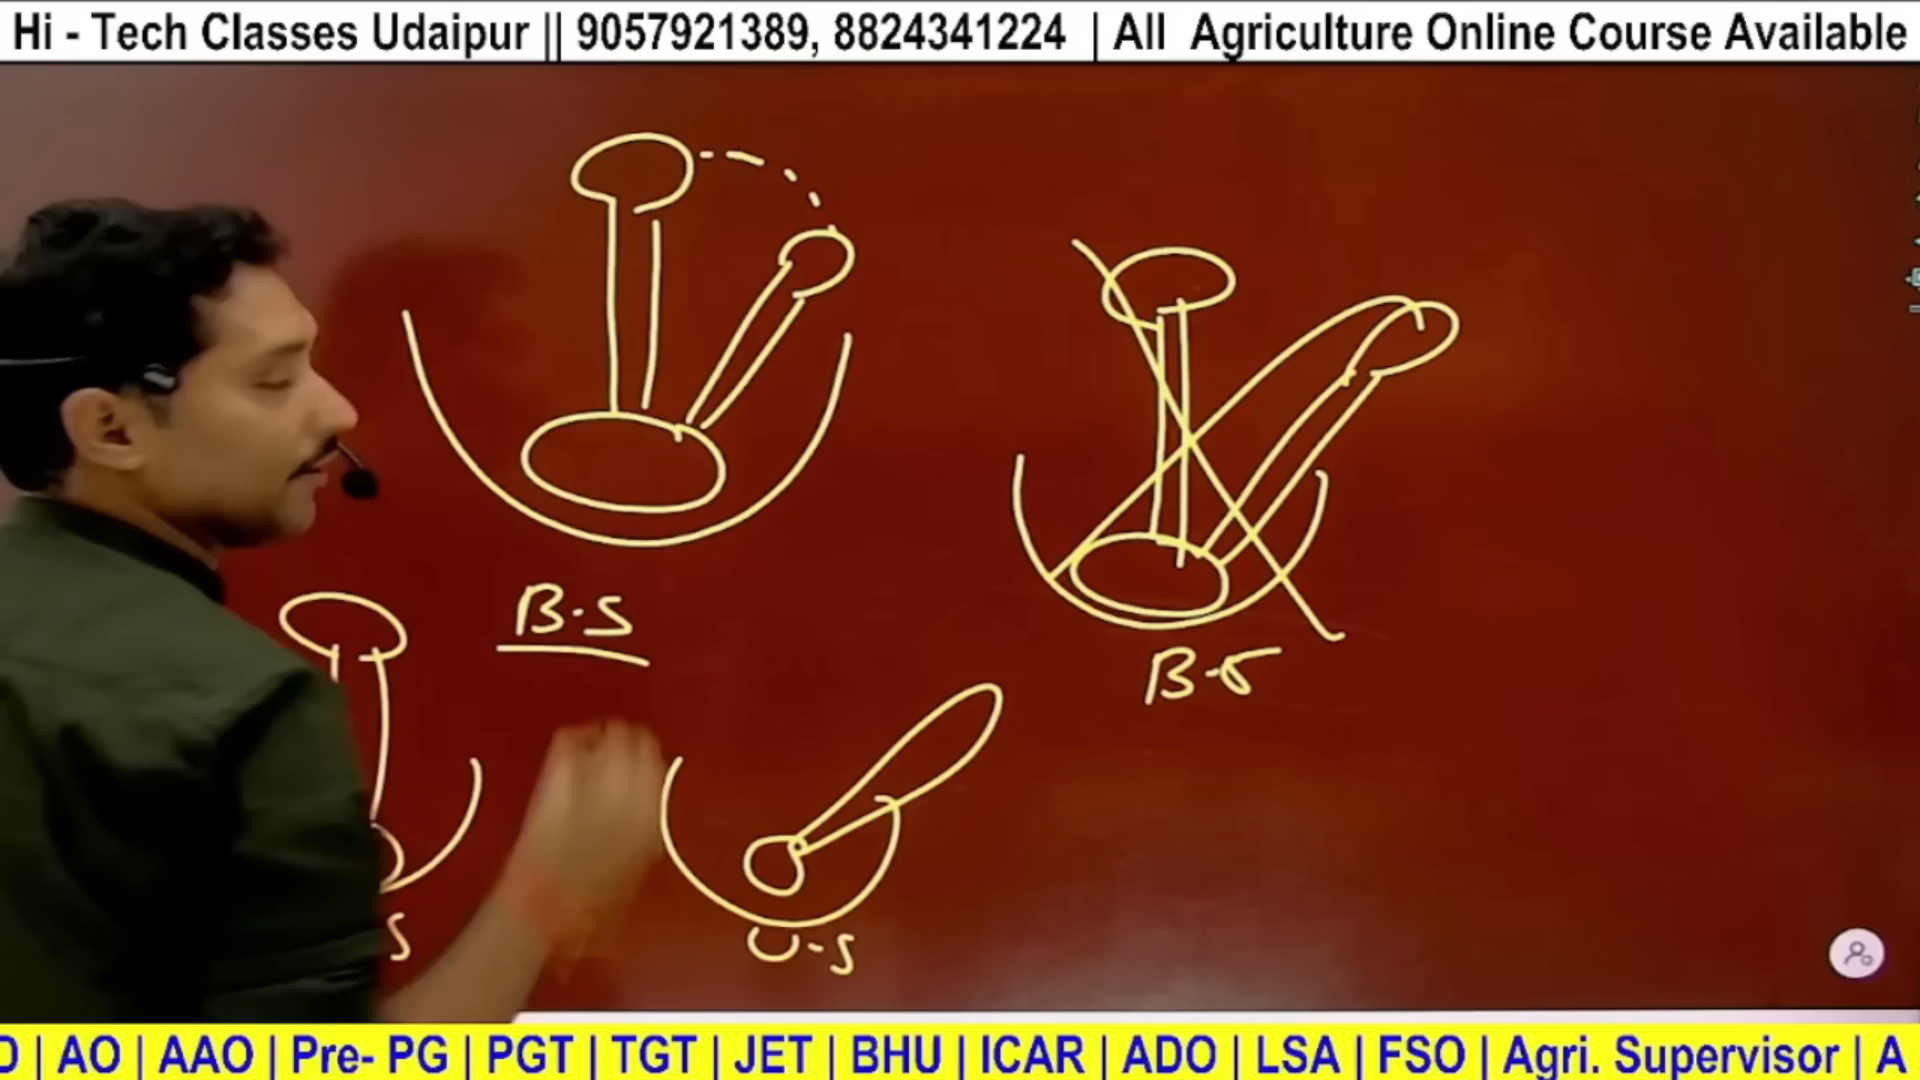 Hi - Tech Classes Udaipur || 9057921389, 8824341224 | All Agriculture Online Course Available
B.S
B-S
S
U-S
| AO | AAO | Pre- PG | PGT | TGT | JET | BHU | ICAR | ADO | LSA | FSO | Agri. Supervisor | A